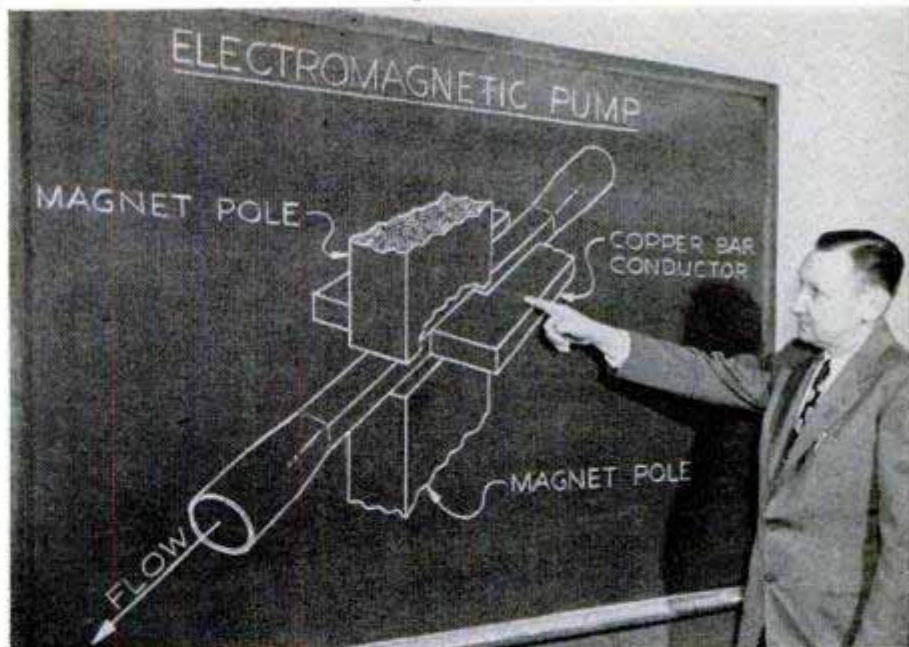 ELECTROMAGNETIC PUMP
MAGNET POLE
COPPER BAR
CONDUCTOR
MAGNET POLE
FLOW